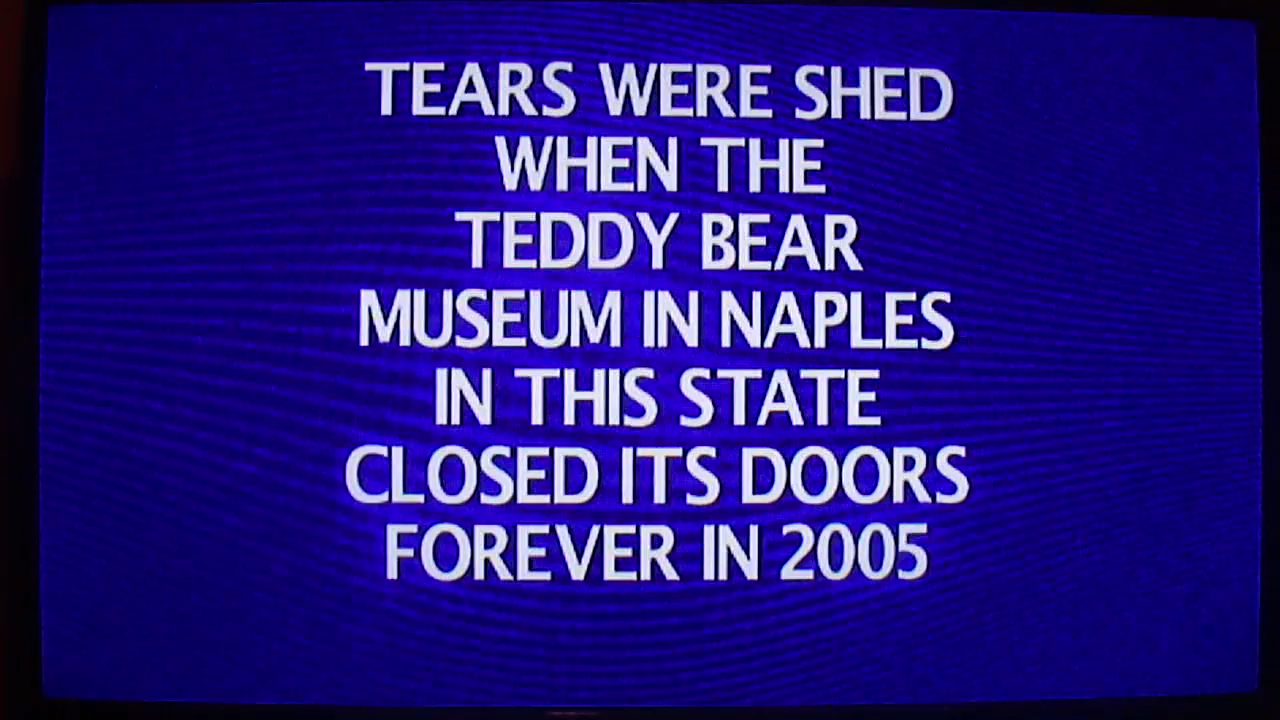 TEARS WERE SHED
WHEN THE
TEDDY BEAR
MUSEUM IN NAPLES
IN THIS STATE
CLOSED ITS DOORS
FOREVER IN 2005